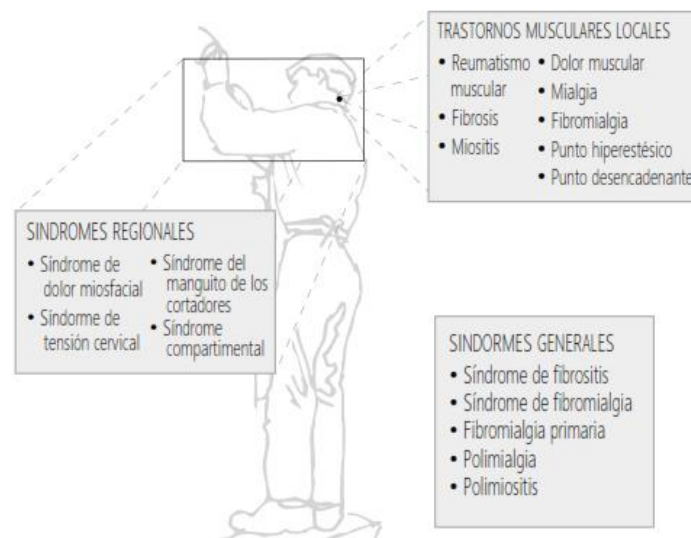 TRASTORNOS MUSCULARES LOCALES
• Reumatismo
muscular
• Fibrosis
• Miositis
• Dolor muscular
• Mialgia
• Fibromialgia
• Punto hiperestésico
• Punto desencadenante
SINDROMES REGIONALES
• Síndrome de
dolor miosfacial
• Síndorme de
tensión cervical
• Síndrome del
manguito de los
cortadores
• Síndrome
compartimental
SINDORMES GENERALES
• Síndrome de fibrositis
• Síndrome de fibromialgia
• Fibromialgia primaria
• Polimialgia
• Polimiositis